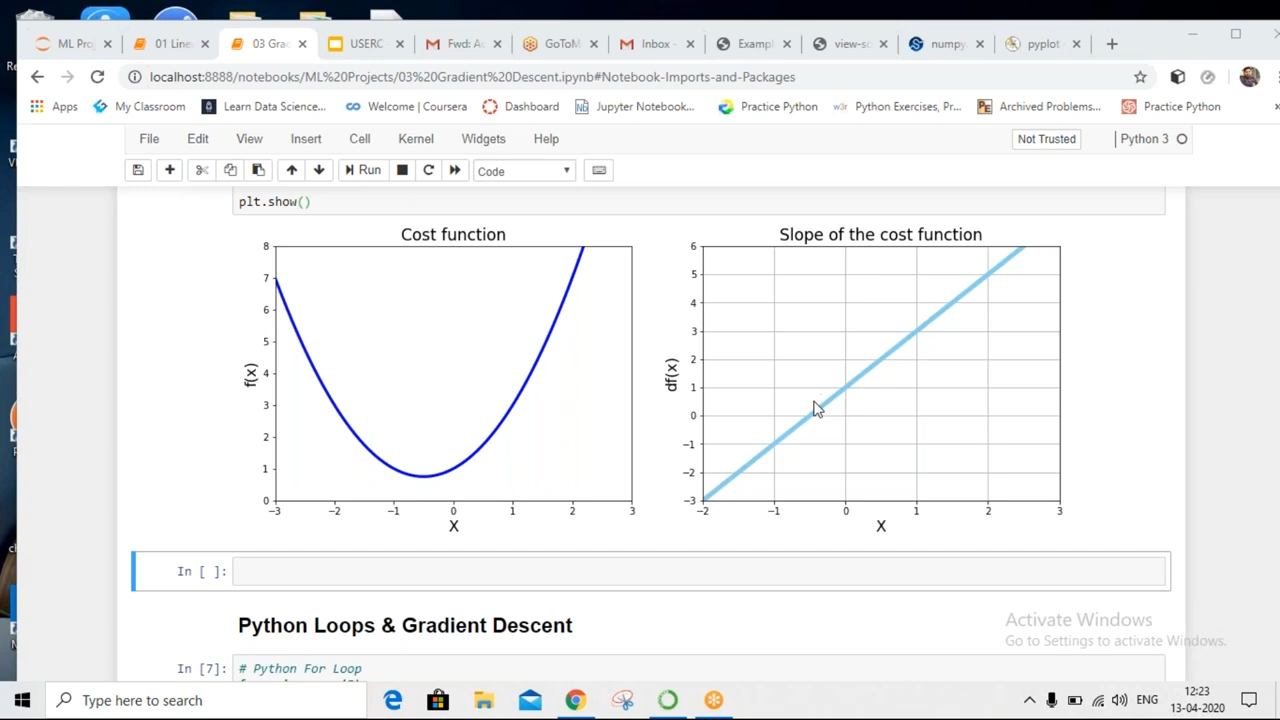 ML Proj
01 Line
03 Grad
USERC
Fwd: A
GoToM
Inbox -
Exampl
view-so
numpy.
pyplot -
localhost:8888/notebooks/ML%20Projects/03%20Gradient%20Descent.ipynb#Notebook-Imports-and-Packages
Apps
My Classroom
Learn Data Science...
Welcome | Coursera
Dashboard
Jupyter Notebook...
Practice Python
w3r Python Exercises, Pr...
PE Archived Problem...
Practice Python
File Edit View Insert Cell Kernel Widgets Help
Not Trusted
Python 3
Run
Code
plt.show()
Cost function
Slope of the cost function
8
7
6
5
4
3
2
1
0
f(x)
−3 −2 −1 0 1 2 3
X
6
5
4
3
2
1
0
−1
−2
−3
df(x)
−2 −1 0 1 2 3
X
In [ ]:
Python Loops & Gradient Descent
In [7]: # Python For Loop
Activate Windows
Go to Settings to activate Windows.
Type here to search
ENG
12:23
13-04-2020